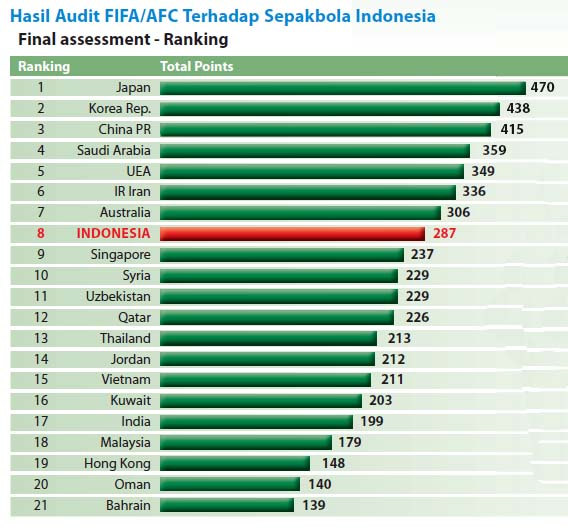 Hasil Audit FIFA/AFC Terhadap Sepakbola Indonesia
Final assessment - Ranking
Ranking Total Points
1 Japan 470
2 Korea Rep. 438
3 China PR 415
4 Saudi Arabia 359
5 UEA 349
6 IR Iran 336
7 Australia 306
8 INDONESIA 287
9 Singapore 237
10 Syria 229
11 Uzbekistan 229
12 Qatar 226
13 Thailand 213
14 Jordan 212
15 Vietnam 211
16 Kuwait 203
17 India 199
18 Malaysia 179
19 Hong Kong 148
20 Oman 140
21 Bahrain 139